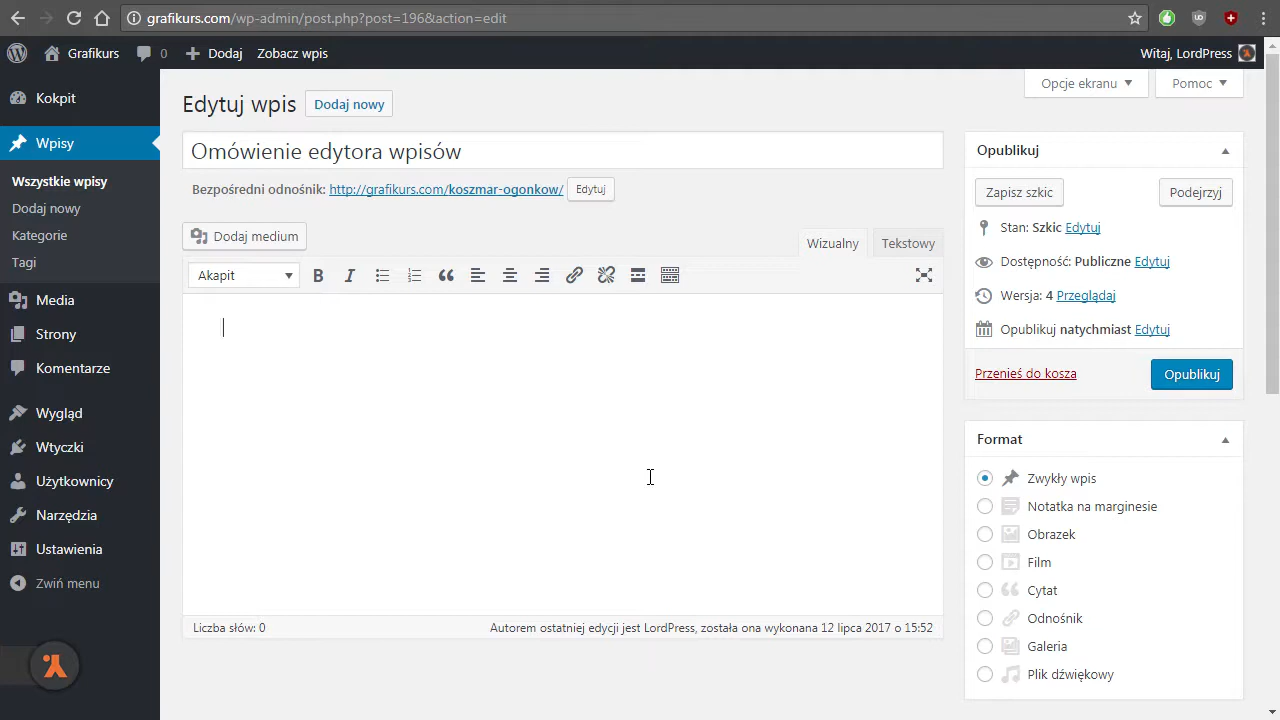 grafikurs.com/wp-admin/post.php?post=196&action=edit
Grafikurs 0 Dodaj Zobacz wpis Witaj, LordPress
Opcje ekranu Pomoc
Kokpit
Wpisy
Wszystkie wpisy
Dodaj nowy
Kategorie
Tagi
Media
Strony
Komentarze
Wygląd
Wtyczki
Użytkownicy
Narzędzia
Ustawienia
Zwiń menu
Edytuj wpis Dodaj nowy
Omówienie edytora wpisów
Bezpośredni odnośnik: http://grafikurs.com/koszmar-ogonkow/ Edytuj
Dodaj medium
Wizualny Tekstowy
Akapit B I
Liczba słów: 0
Autorem ostatniej edycji jest LordPress, została ona wykonana 12 lipca 2017 o 15:52
Opublikuj
Zapisz szkic Podejrzyj
Stan: Szkic Edytuj
Dostępność: Publiczne Edytuj
Wersja: 4 Przeglądaj
Opublikuj natychmiast Edytuj
Przenieś do kosza Opublikuj
Format
Zwykły wpis
Notatka na marginesie
Obrazek
Film
Cytat
Odnośnik
Galeria
Plik dźwiękowy